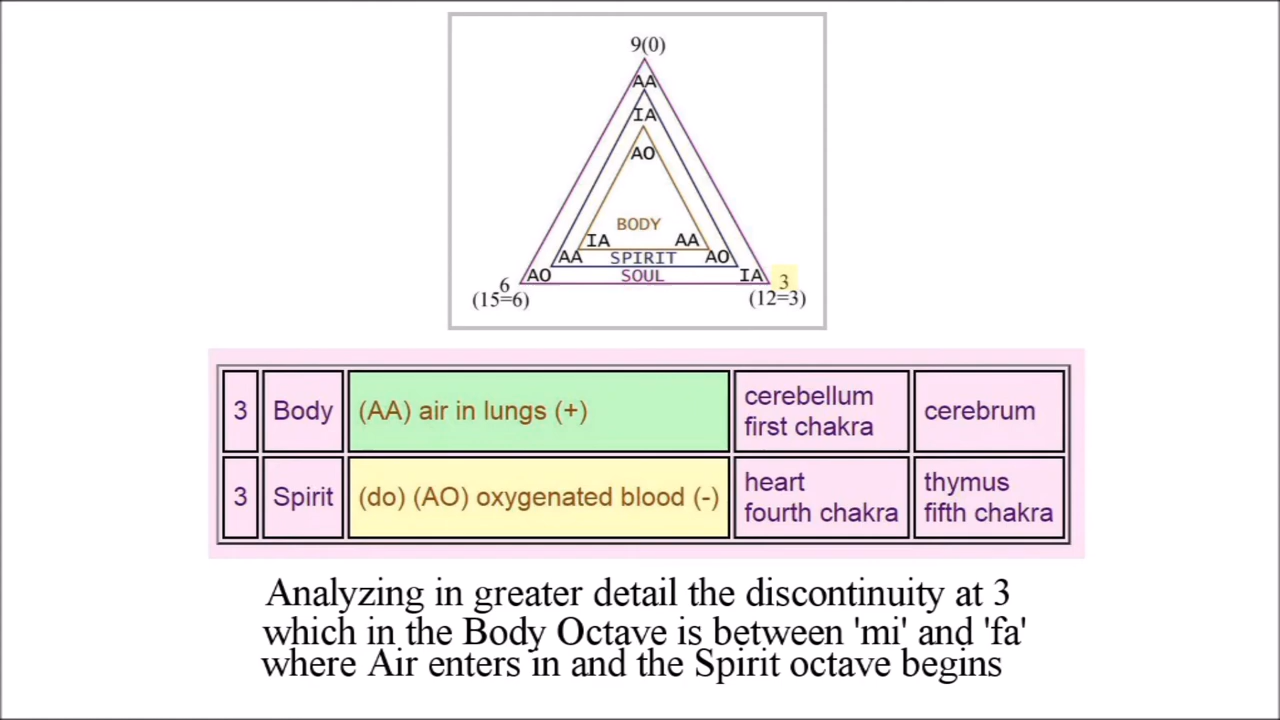 9(0)
AA
IA
AO
BODY
IA AA
AA SPIRIT AO
AO SOUL IA
6 3
(15=6) (12=3)
3 Body (AA) air in lungs (+) cerebellum first chakra cerebrum
3 Spirit (do) (AO) oxygenated blood (-) heart fourth chakra thymus fifth chakra
Analyzing in greater detail the discontinuity at 3
which in the Body Octave is between 'mi' and 'fa'
where Air enters in and the Spirit octave begins